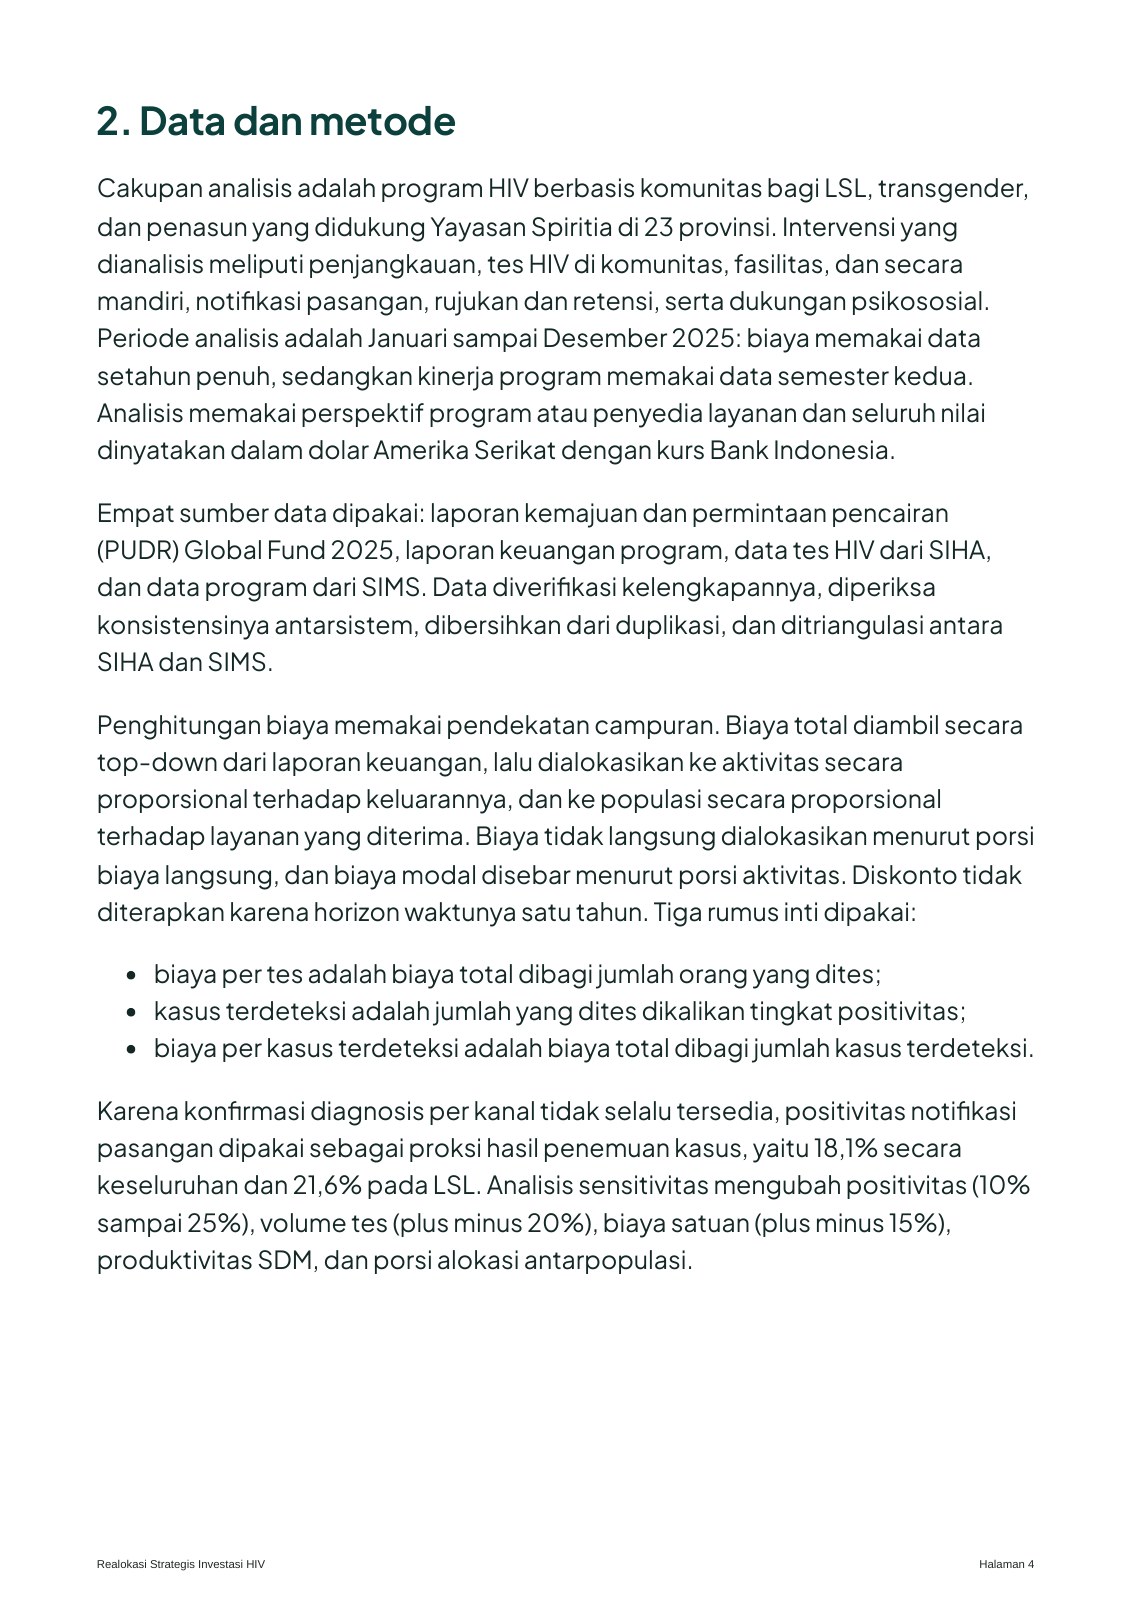 2. Data dan metode
Cakupan analisis adalah program HIV berbasis komunitas bagi LSL, transgender,
dan penasun yang didukung Yayasan Spiritia di 23 provinsi. Intervensi yang
dianalisis meliputi penjangkauan, tes HIV di komunitas, fasilitas, dan secara
mandiri, notifikasi pasangan, rujukan dan retensi, serta dukungan psikososial.
Periode analisis adalah Januari sampai Desember 2025: biaya memakai data
setahun penuh, sedangkan kinerja program memakai data semester kedua.
Analisis memakai perspektif program atau penyedia layanan dan seluruh nilai
dinyatakan dalam dolar Amerika Serikat dengan kurs Bank Indonesia.
Empat sumber data dipakai: laporan kemajuan dan permintaan pencairan
(PUDR) Global Fund 2025, laporan keuangan program, data tes HIV dari SIHA,
dan data program dari SIMS. Data diverifikasi kelengkapannya, diperiksa
konsistensinya antarsistem, dibersihkan dari duplikasi, dan ditriangulasi antara
SIHA dan SIMS.
Penghitungan biaya memakai pendekatan campuran. Biaya total diambil secara
top-down dari laporan keuangan, lalu dialokasikan ke aktivitas secara
proporsional terhadap keluarannya, dan ke populasi secara proporsional
terhadap layanan yang diterima. Biaya tidak langsung dialokasikan menurut porsi
biaya langsung, dan biaya modal disebar menurut porsi aktivitas. Diskonto tidak
diterapkan karena horizon waktunya satu tahun. Tiga rumus inti dipakai:
• biaya per tes adalah biaya total dibagi jumlah orang yang dites;
• kasus terdeteksi adalah jumlah yang dites dikalikan tingkat positivitas;
• biaya per kasus terdeteksi adalah biaya total dibagi jumlah kasus terdeteksi.
Karena konfirmasi diagnosis per kanal tidak selalu tersedia, positivitas notifikasi
pasangan dipakai sebagai proksi hasil penemuan kasus, yaitu 18,1% secara
keseluruhan dan 21,6% pada LSL. Analisis sensitivitas mengubah positivitas (10%
sampai 25%), volume tes (plus minus 20%), biaya satuan (plus minus 15%),
produktivitas SDM, dan porsi alokasi antarpopulasi.
Realokasi Strategis Investasi HIV
Halaman 4